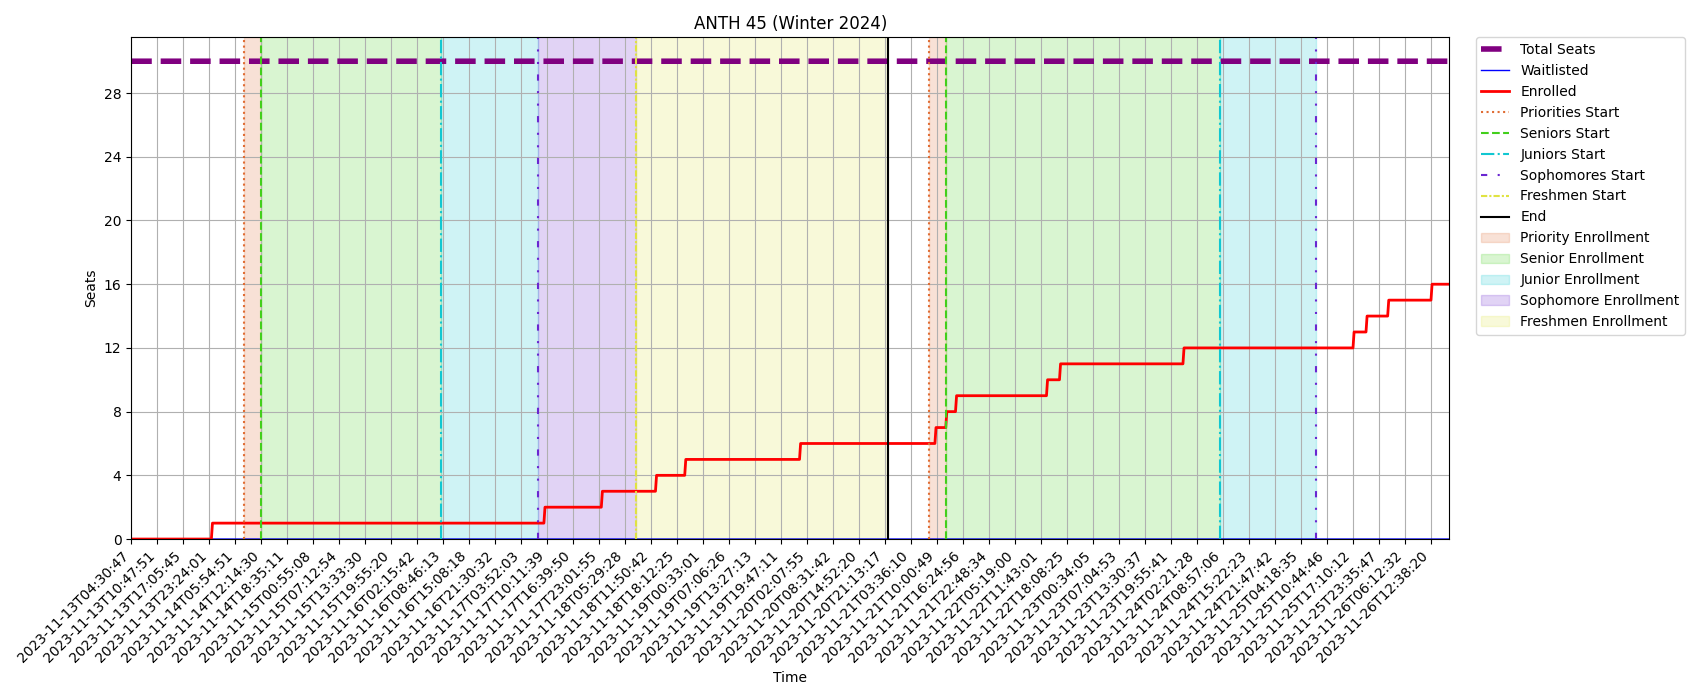 ANTH 45 (Winter 2024)
Seats
28
24
20
16
12
8
4
0
2023-11-13T04:30:47
2023-11-13T10:47:51
2023-11-13T17:05:45
2023-11-13T23:24:01
2023-11-14T05:54:51
2023-11-14T12:14:30
2023-11-14T18:35:11
2023-11-15T00:55:08
2023-11-15T07:12:54
2023-11-15T13:33:30
2023-11-15T19:55:20
2023-11-16T02:15:42
2023-11-16T08:46:13
2023-11-16T15:08:18
2023-11-16T21:30:32
2023-11-17T03:52:03
2023-11-17T10:11:39
2023-11-17T16:39:50
2023-11-17T23:01:55
2023-11-18T05:29:28
2023-11-18T11:50:42
2023-11-18T18:12:25
2023-11-19T00:33:01
2023-11-19T07:06:26
2023-11-19T13:27:13
2023-11-19T19:47:11
2023-11-20T02:07:55
2023-11-20T08:31:42
2023-11-20T14:52:20
2023-11-20T21:13:17
2023-11-21T03:36:10
2023-11-21T10:00:49
2023-11-21T16:24:56
2023-11-21T22:48:34
2023-11-22T05:19:00
2023-11-22T11:43:01
2023-11-22T18:08:25
2023-11-23T00:34:05
2023-11-23T07:04:53
2023-11-23T13:30:37
2023-11-23T19:55:41
2023-11-24T02:21:28
2023-11-24T08:57:06
2023-11-24T15:22:23
2023-11-24T21:47:42
2023-11-25T04:18:35
2023-11-25T10:44:46
2023-11-25T17:10:12
2023-11-25T23:35:47
2023-11-26T06:12:32
2023-11-26T12:38:20
Time
Total Seats
Waitlisted
Enrolled
Priorities Start
Seniors Start
Juniors Start
Sophomores Start
Freshmen Start
End
Priority Enrollment
Senior Enrollment
Junior Enrollment
Sophomore Enrollment
Freshmen Enrollment